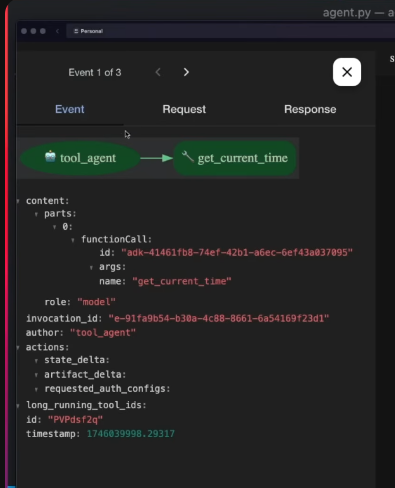 agent.py — a
Personal
Event 1 of 3
Event Request Response
tool_agent get_current_time
content:
parts:
0:
functionCall:
id: "adk-41461fb8-74ef-42b1-a6ec-6ef43a037095"
args:
name: "get_current_time"
role: "model"
invocation_id: "e-91fa9b54-b30a-4c88-8661-6a54169f23d1"
author: "tool_agent"
actions:
state_delta:
artifact_delta:
requested_auth_configs:
long_running_tool_ids:
id: "PVPdsf2q"
timestamp: 1746039998.29317